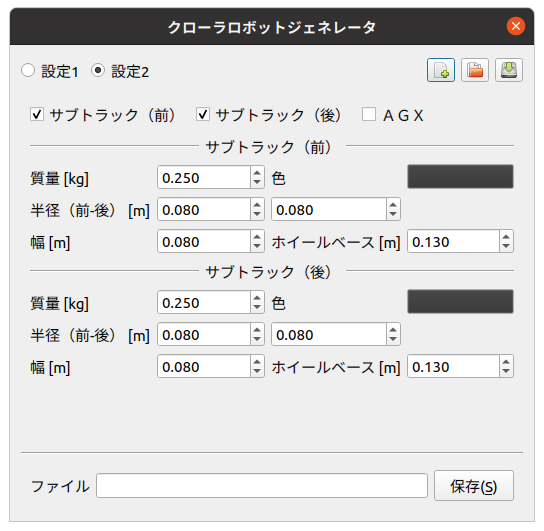 クローラロボットジェネレータ
設定1 設定2
サブトラック（前） サブトラック（後） ＡＧＸ
サブトラック（前）
質量 [kg] 0.250 色
半径（前-後） [m] 0.080 0.080
幅 [m] 0.080 ホイールベース [m] 0.130
サブトラック（後）
質量 [kg] 0.250 色
半径（前-後） [m] 0.080 0.080
幅 [m] 0.080 ホイールベース [m] 0.130
ファイル 保存(S)